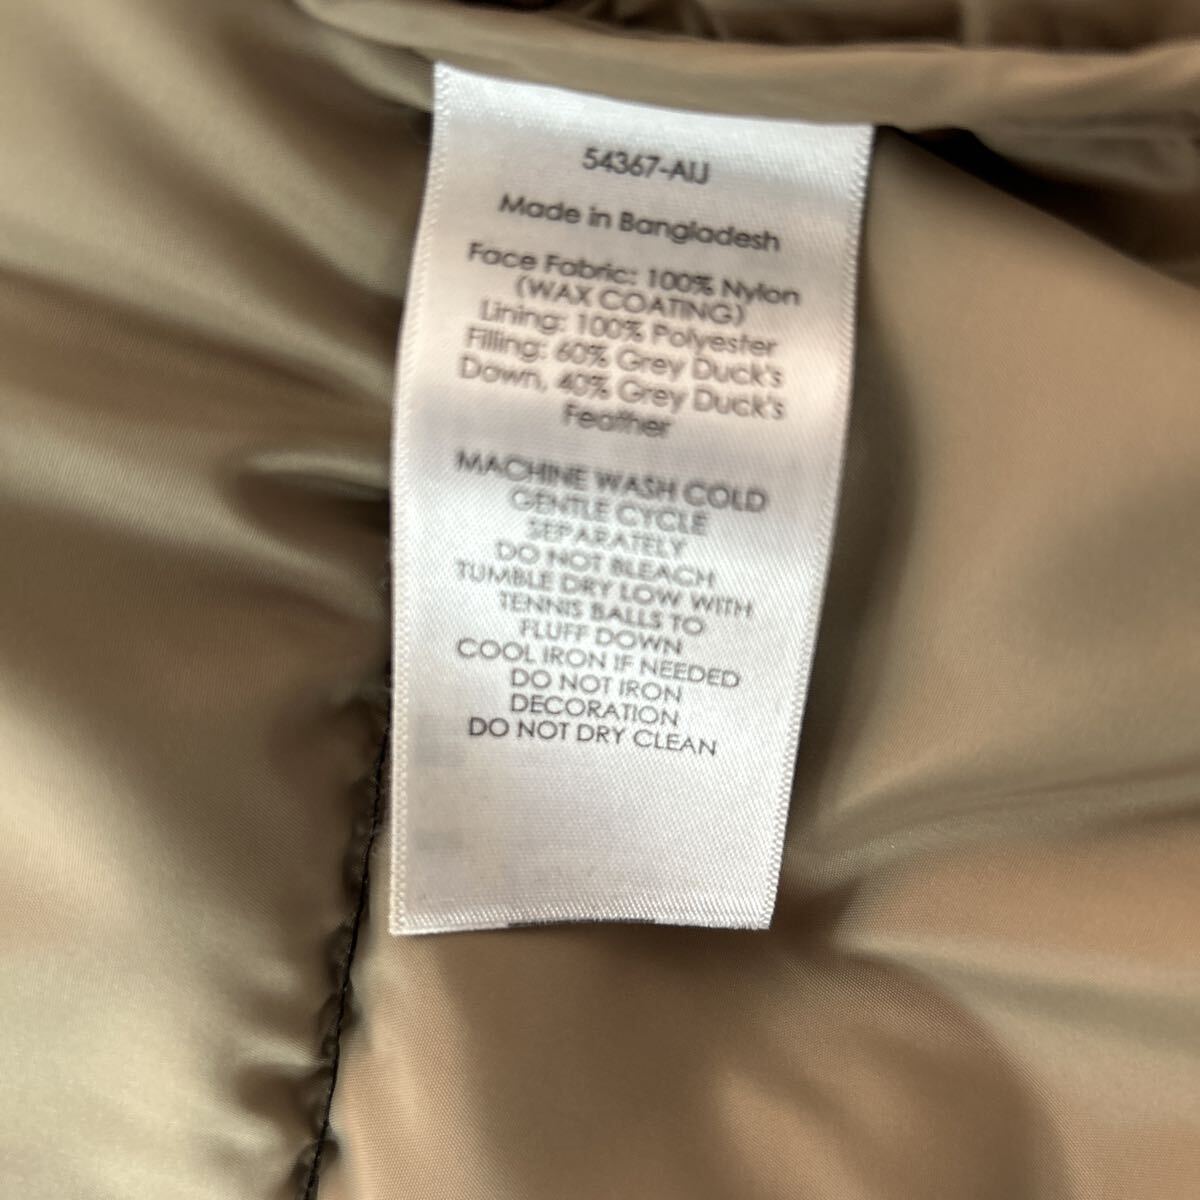 54367-AIJ
Made in Bangladesh
Face Fabric: 100% Nylon
(WAX COATING)
Lining: 100% Polyester
Filling: 60% Grey Duck's
Down, 40% Grey Duck's
Feather
MACHINE WASH COLD
GENTLE CYCLE
SEPARATELY
DO NOT BLEACH
TUMBLE DRY LOW WITH
TENNIS BALLS TO
FLUFF DOWN
COOL IRON IF NEEDED
DO NOT IRON
DECORATION
DO NOT DRY CLEAN